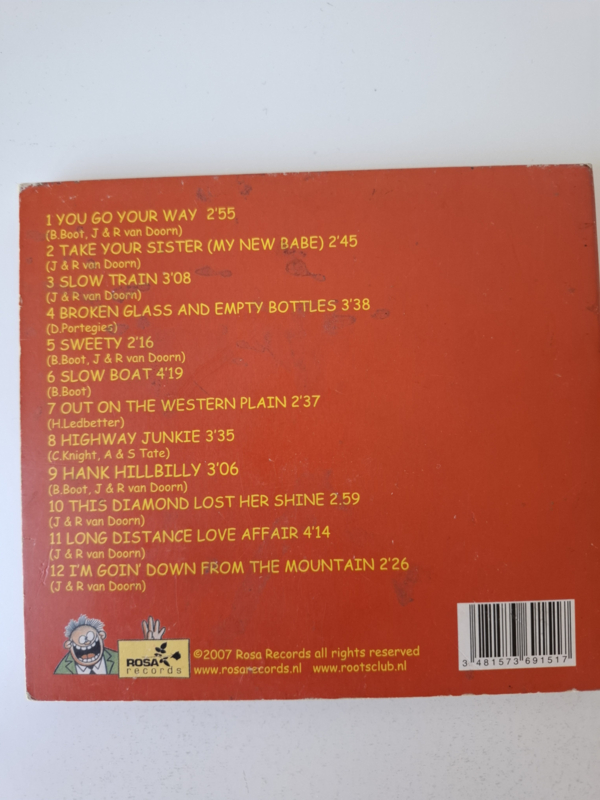 1 YOU GO YOUR WAY 2'55
(B.Boot, J & R van Doorn)
2 TAKE YOUR SISTER (MY NEW BABE) 2'45
(J & R van Doorn)
3 SLOW TRAIN 3'08
(J & R van Doorn)
4 BROKEN GLASS AND EMPTY BOTTLES 3'38
(D.Portegies)
5 SWEETY 2'16
(B.Boot, J & R van Doorn)
6 SLOW BOAT 4'19
(B.Boot)
7 OUT ON THE WESTERN PLAIN 2'37
(H.Ledbetter)
8 HIGHWAY JUNKIE 3'35
(C.Knight, A & S Tate)
9 HANK HILLBILLY 3'06
(B.Boot, J & R van Doorn)
10 THIS DIAMOND LOST HER SHINE 2.59
(J & R van Doorn)
11 LONG DISTANCE LOVE AFFAIR 4'14
(J & R van Doorn)
12 I'M GOIN' DOWN FROM THE MOUNTAIN 2'26
(J & R van Doorn)
ROSA
records
©2007 Rosa Records all rights reserved
www.rosarecords.nl www.rootsclub.nl
3 481573 691517